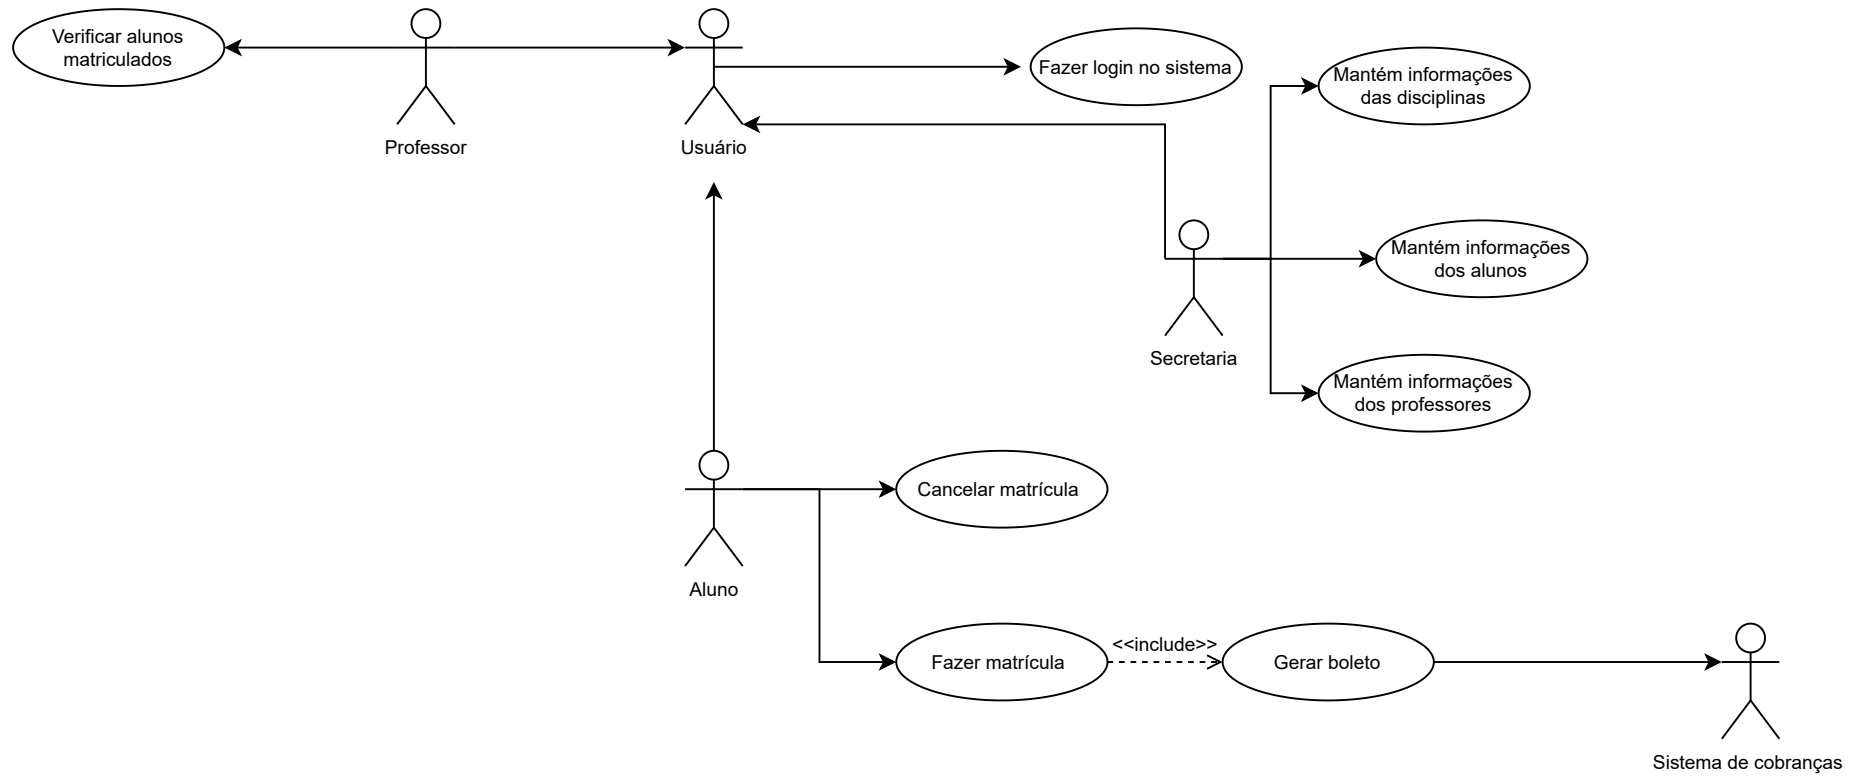 Verificar alunos
matriculados
Professor
Usuário
Fazer login no sistema
Mantém informações
das disciplinas
Mantém informações
dos alunos
Secretaria
Mantém informações
dos professores
Cancelar matrícula
Aluno
Fazer matrícula
<<include>>
Gerar boleto
Sistema de cobranças